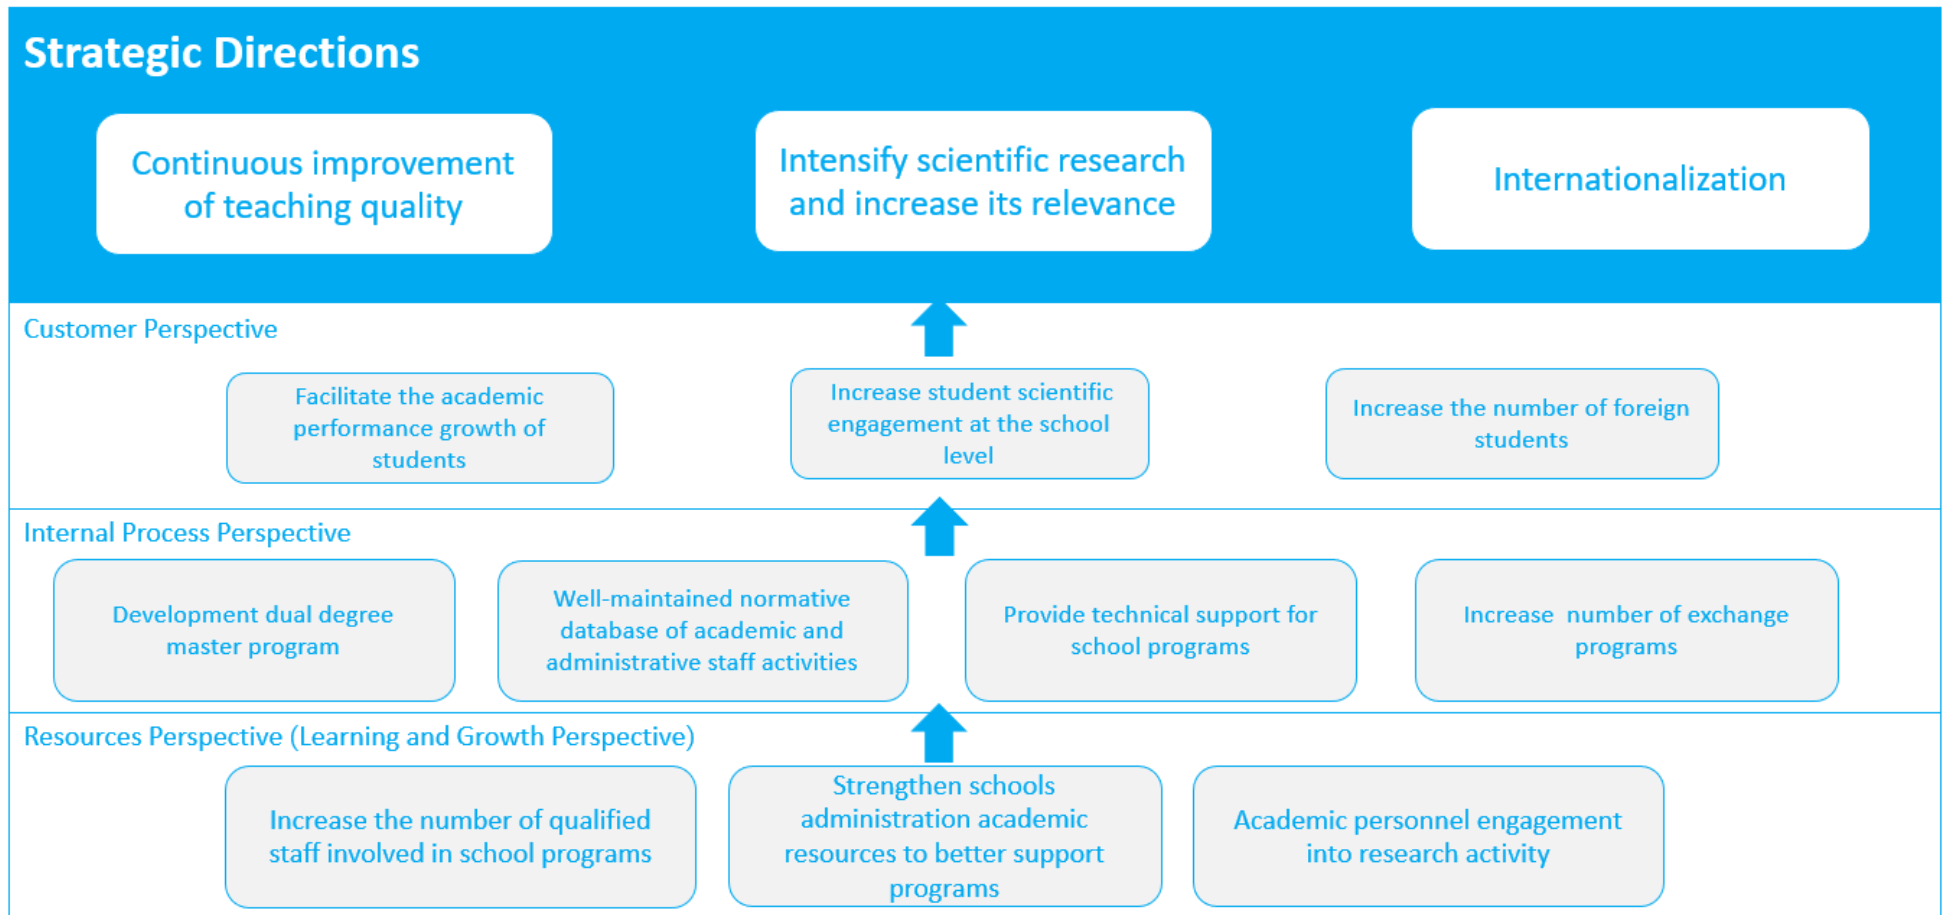 Strategic Directions
Continuous improvement
of teaching quality
Intensify scientific research
and increase its relevance
Internationalization
Customer Perspective
Facilitate the academic
performance growth of
students
Increase student scientific
engagement at the school
level
Increase the number of foreign
students
Internal Process Perspective
Development dual degree
master program
Well-maintained normative
database of academic and
administrative staff activities
Provide technical support for
school programs
Increase number of exchange
programs
Resources Perspective (Learning and Growth Perspective)
Increase the number of qualified
staff involved in school programs
Strengthen schools
administration academic
resources to better support
programs
Academic personnel engagement
into research activity